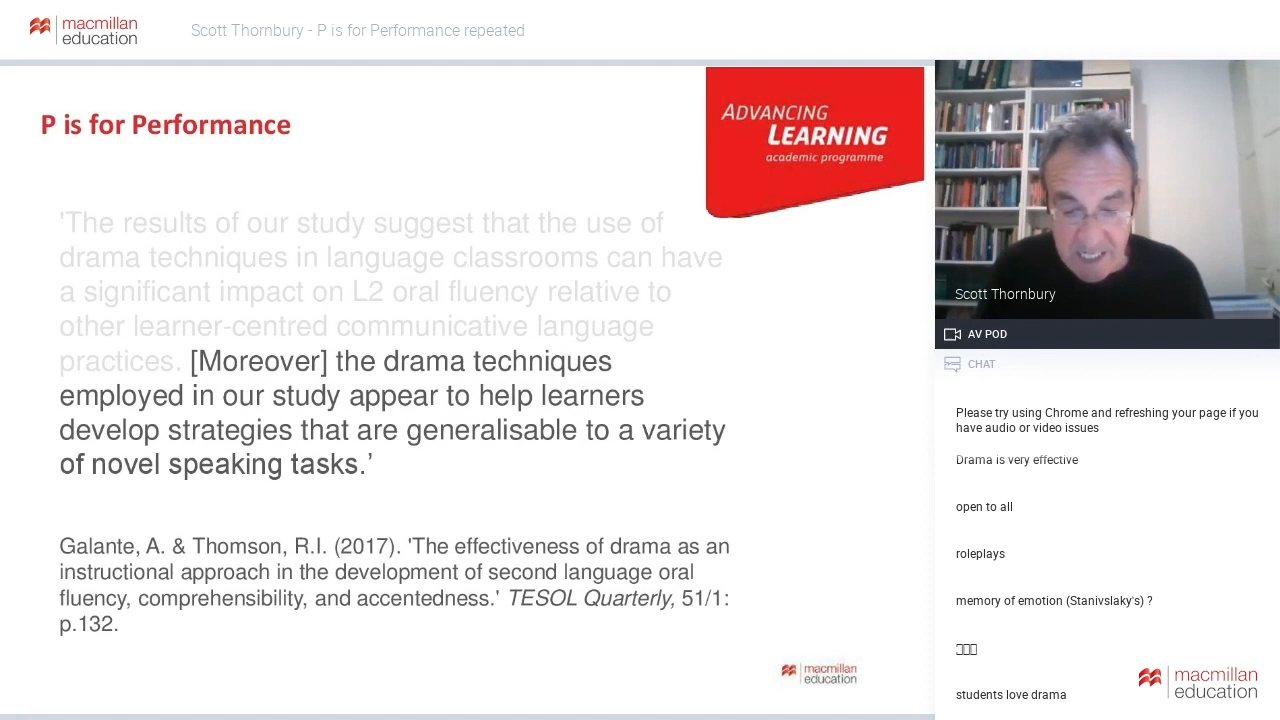 macmillan
education
Scott Thornbury - P is for Performance repeated
P is for Performance
ADVANCING
LEARNING
academic programme
'The results of our study suggest that the use of
drama techniques in language classrooms can have
a significant impact on L2 oral fluency relative to
other learner-centred communicative language
practices. [Moreover] the drama techniques
employed in our study appear to help learners
develop strategies that are generalisable to a variety
of novel speaking tasks.’
Galante, A. & Thomson, R.I. (2017). 'The effectiveness of drama as an
instructional approach in the development of second language oral
fluency, comprehensibility, and accentedness.' TESOL Quarterly, 51/1:
p.132.
macmillan
education
Scott Thornbury
AV POD
CHAT
Please try using Chrome and refreshing your page if you
have audio or video issues
Drama is very effective
open to all
roleplays
memory of emotion (Stanivslaky's) ?
students love drama
macmillan
education